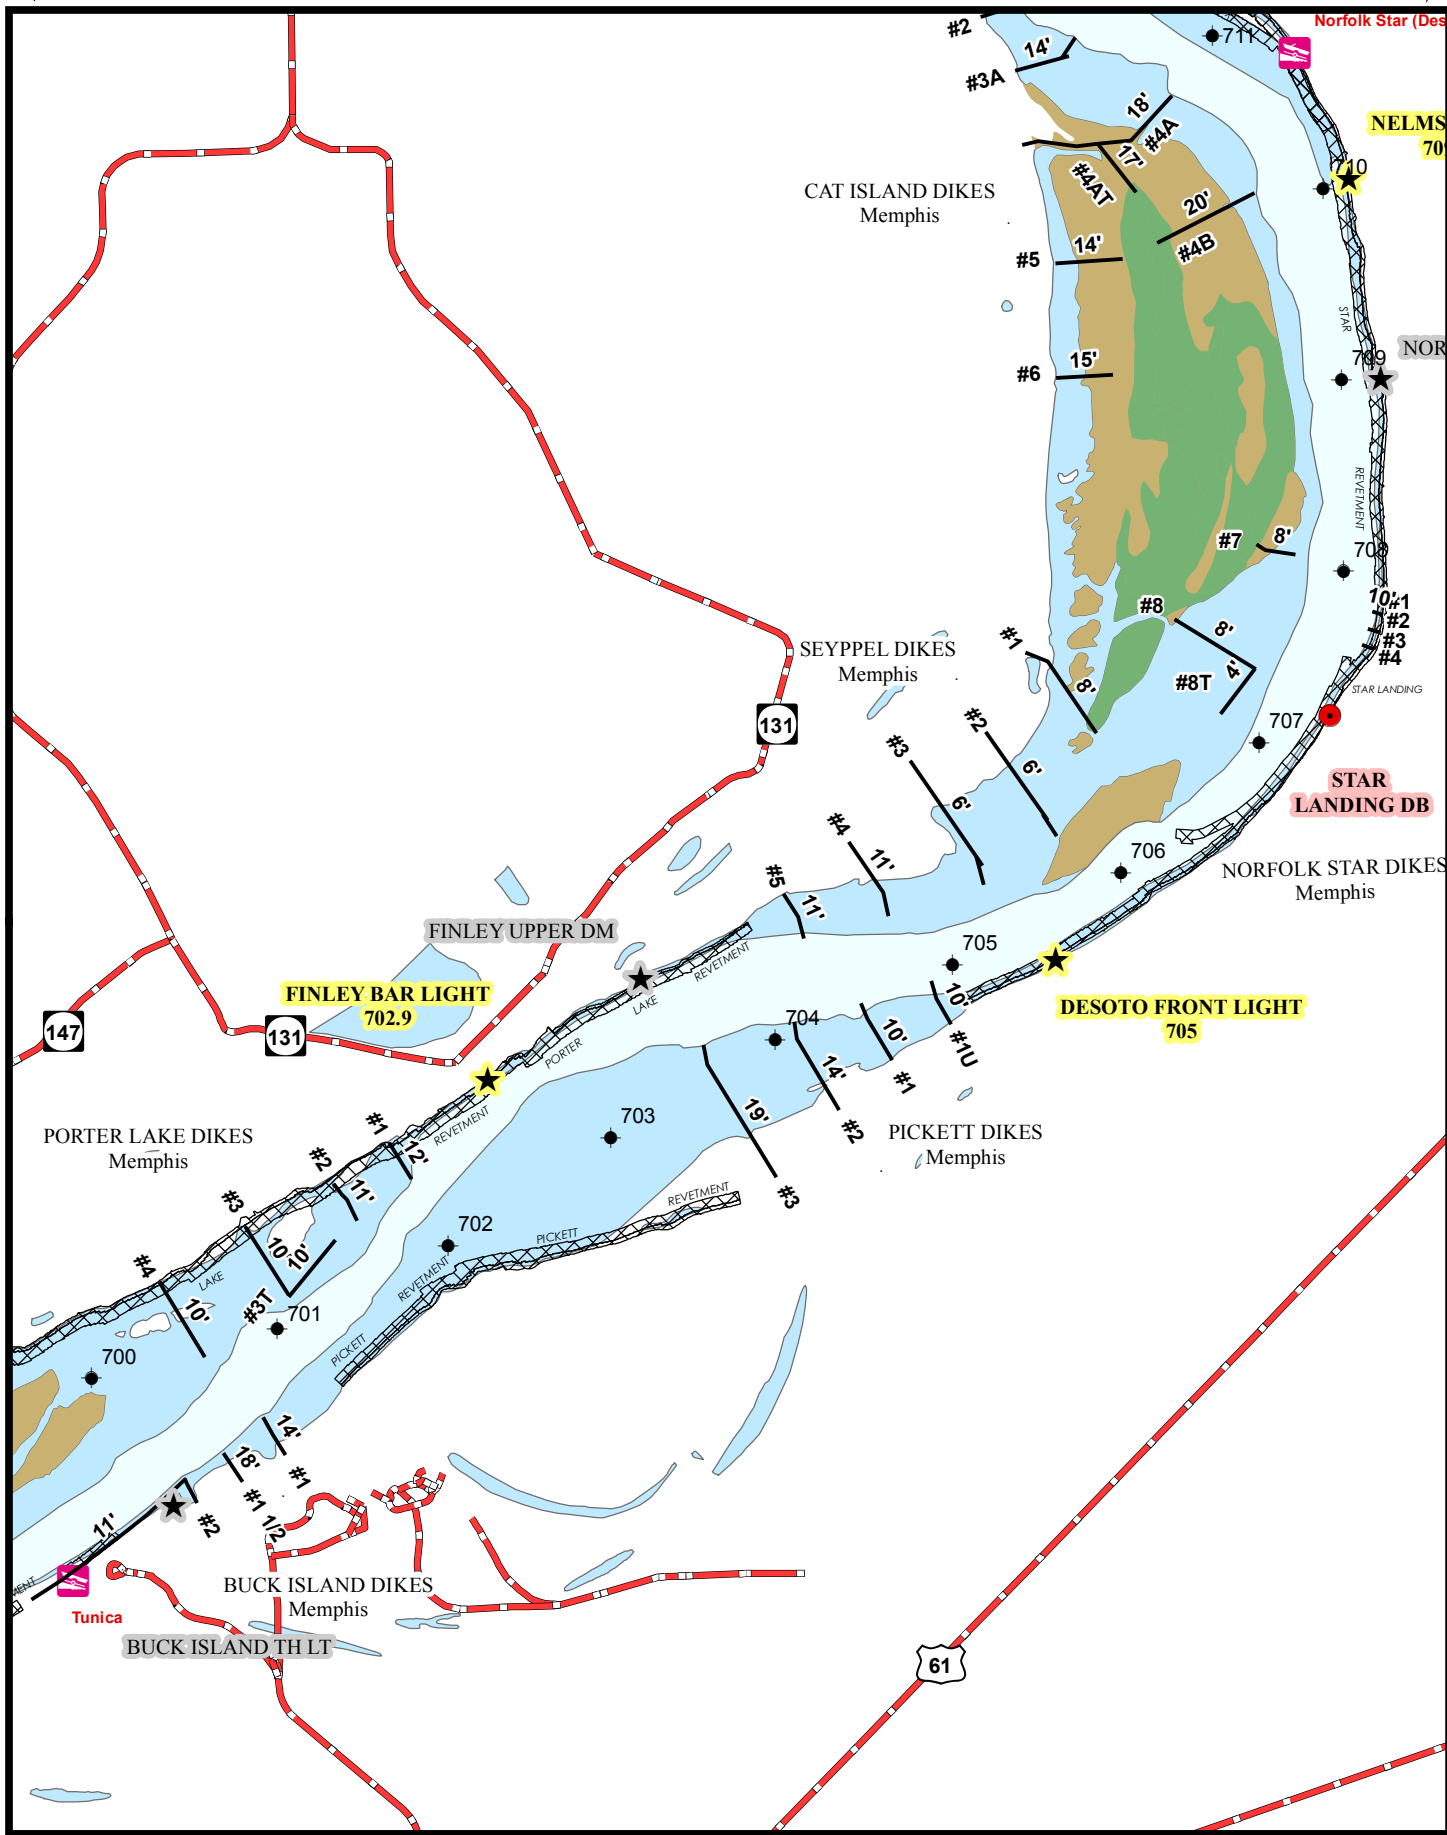 Norfolk Star (Des
#2
14'
711
#3A
18'
#4A
NELMS
709
17'
#4AT
710
CAT ISLAND DIKES
Memphis
20'
#4B
14'
#5
STAR
15'
#6
709
NOR
REVETMENT
#7
8'
708
10'
#1
#2
#3
#4
#8
8'
4'
#8T
STAR LANDING
SEYPPEL DIKES
Memphis
#1
8'
131
#2
6'
707
#3
6'
STAR
LANDING DB
#4
11'
706
NORFOLK STAR DIKES
Memphis
#5
11'
FINLEY UPPER DM
REVETMENT
705
LAKE
FINLEY BAR LIGHT
702.9
10'
#1U
DESOTO FRONT LIGHT
705
147
131
704
10'
#1
PORTER
14'
#2
REVETMENT
703
19'
#3
PICKETT DIKES
Memphis
PORTER LAKE DIKES
Memphis
#1
12'
#2
11'
REVETMENT
#3
10'
10'
#3T
702
PICKETT
REVETMENT
#4
10'
LAKE
701
PICKETT
700
14'
#1
18'
#1 1/2
#2
11'
MENT
Tunica
BUCK ISLAND DIKES
Memphis
BUCK ISLAND TH LT
61